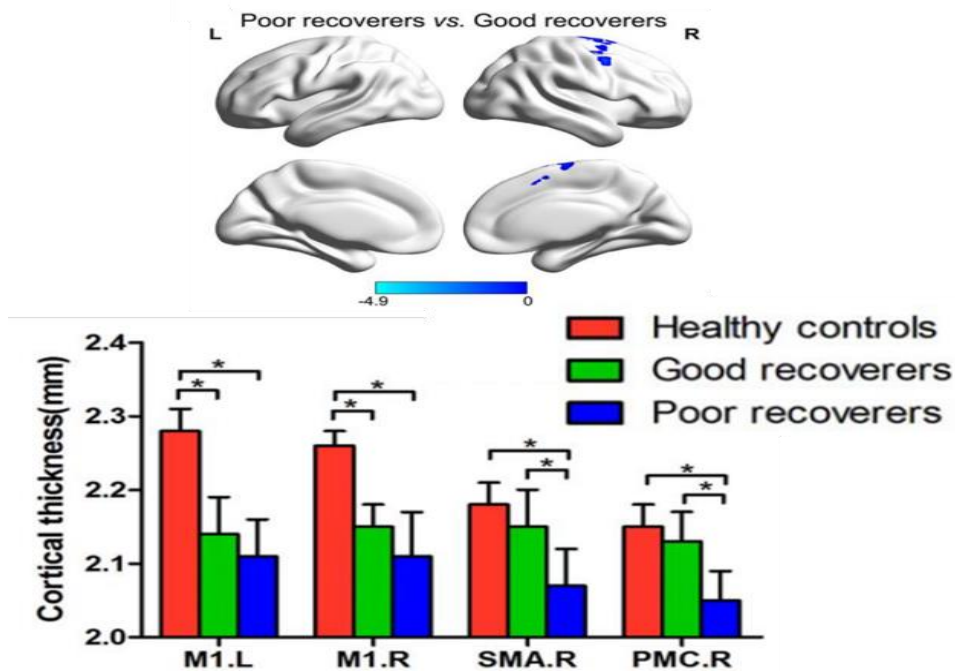 Poor recoverers vs. Good recoverers
L R
-4.9 0
Healthy controls
Good recoverers
Poor recoverers
Cortical thickness(mm)
2.4
2.3
2.2
2.1
2.0
* *
* *
* *
* *
M1.L M1.R SMA.R PMC.R